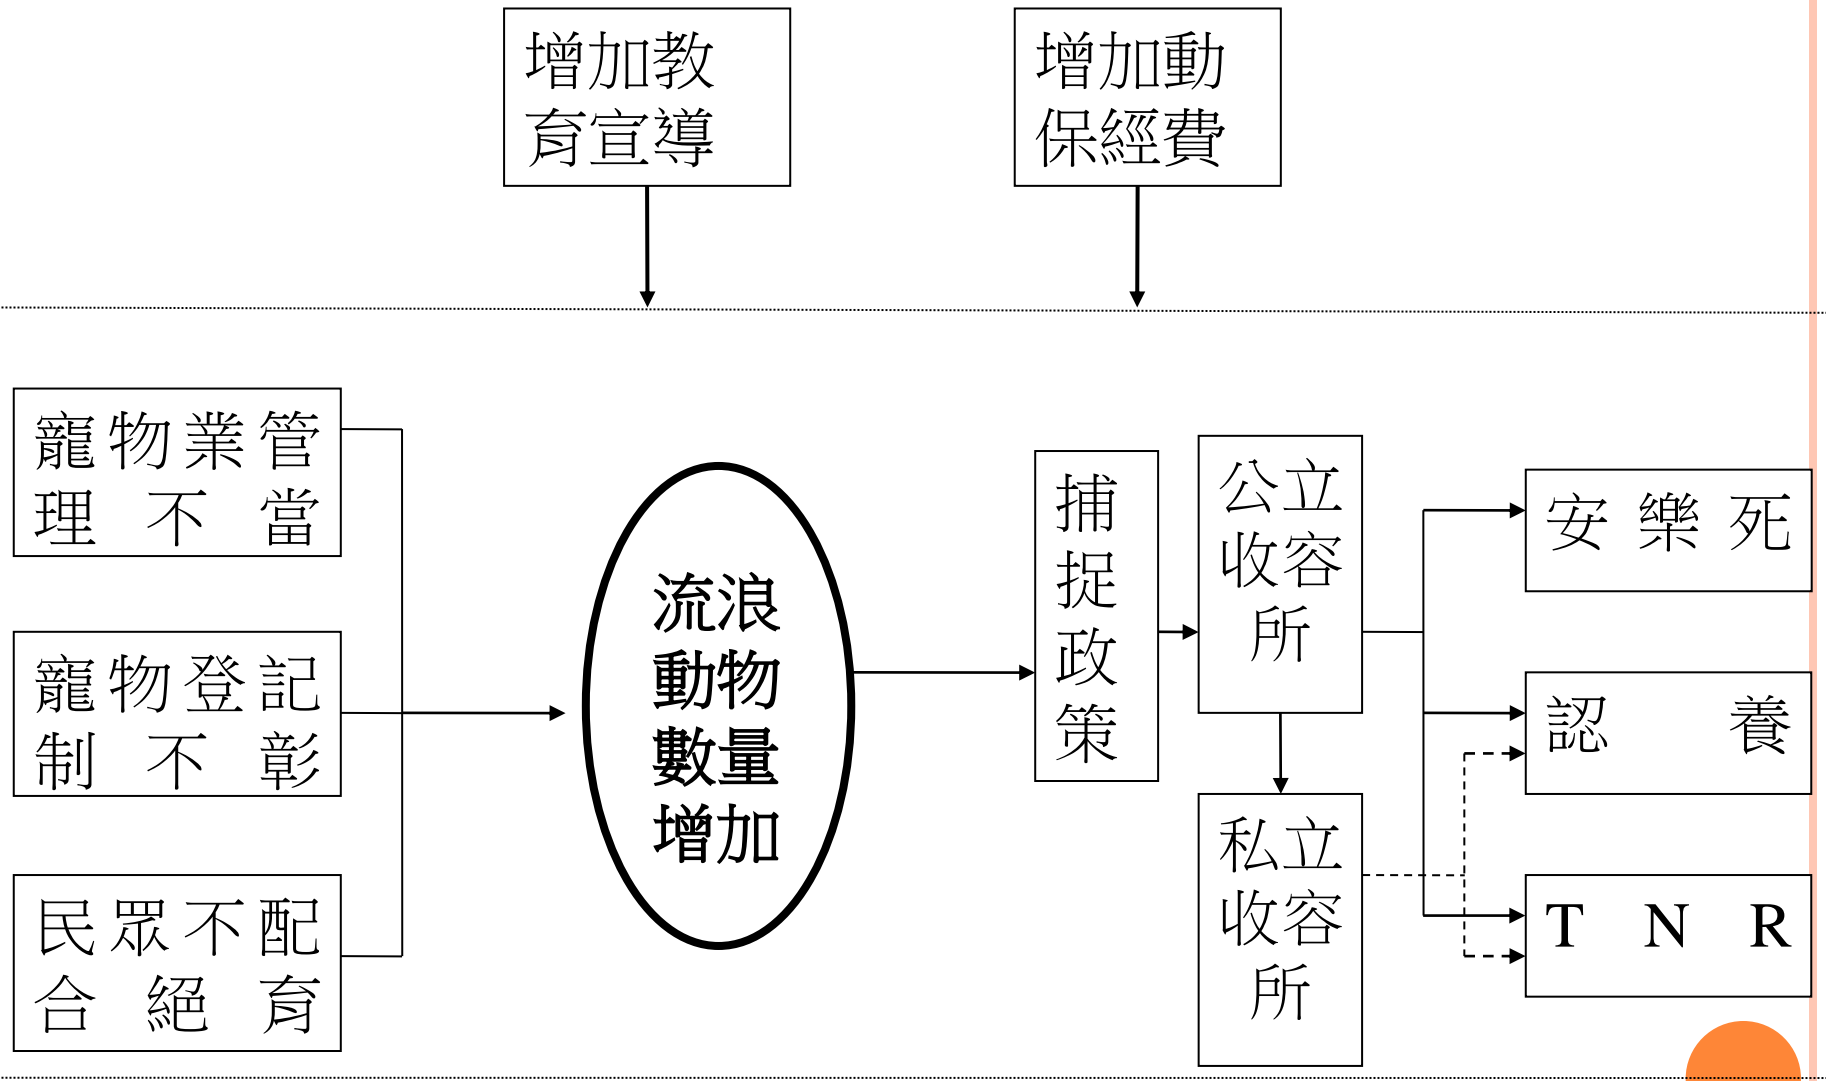 增加教
育宣導
增加動
保經費
寵物業管
理不當
寵物登記
制不彰
民眾不配
合絕育
流浪
動物
數量
增加
捕
捉
政
策
公立
收容
所
私立
收容
所
安樂死
認養
T N R